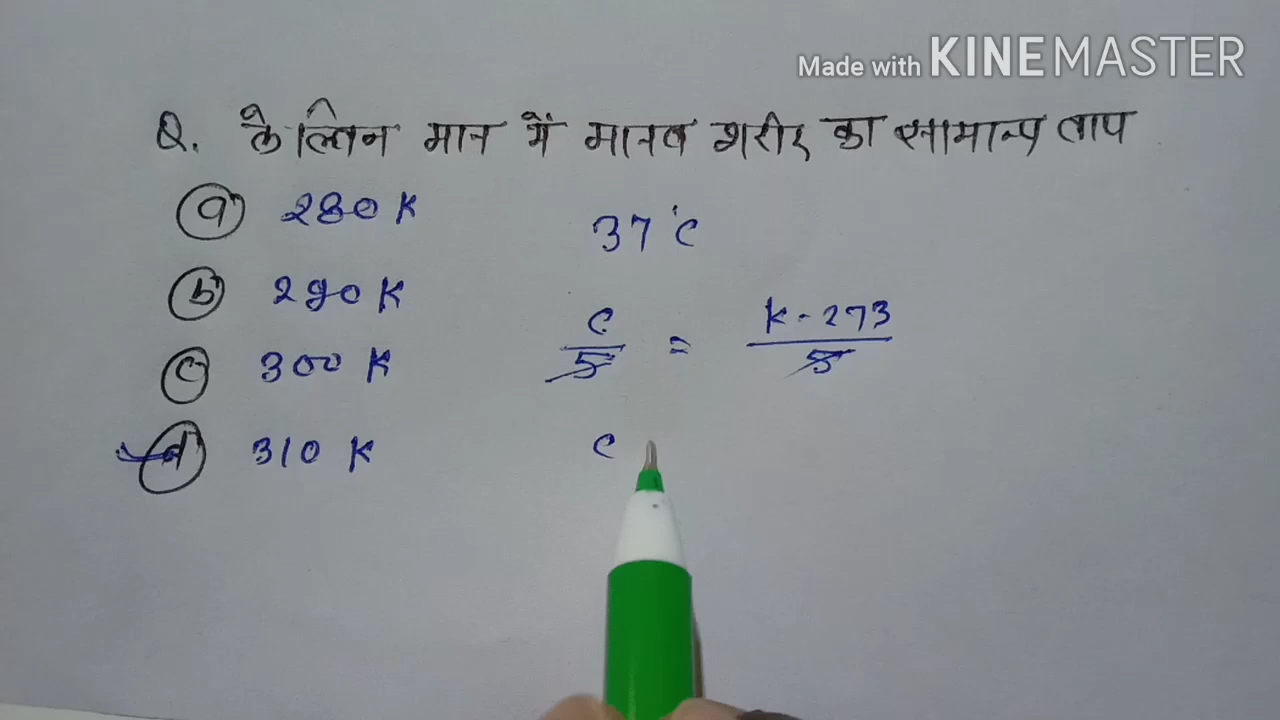 Made with KINEMASTER
Q. केल्विन मान में मानव शरीर का सामान्य ताप
(a) 280 K
37°C
(b) 290 K
C/5 = K - 273/5
(c) 300 K
(d) 310 K
C